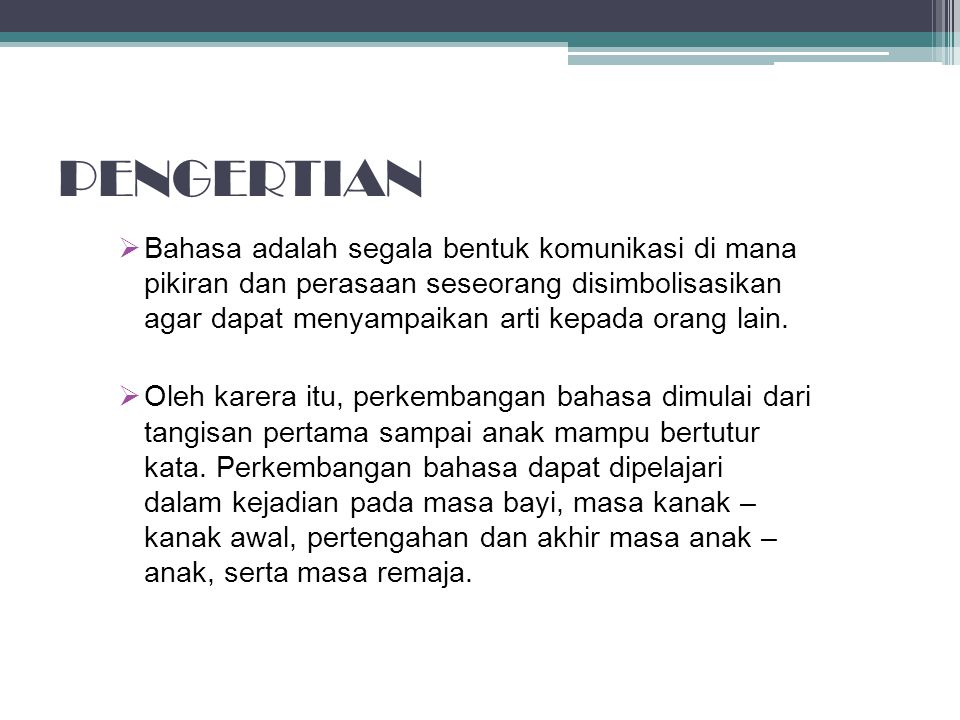 PENGERTIAN
➢ Bahasa adalah segala bentuk komunikasi di mana
pikiran dan perasaan seseorang disimbolisasikan
agar dapat menyampaikan arti kepada orang lain.
➢ Oleh karera itu, perkembangan bahasa dimulai dari
tangisan pertama sampai anak mampu bertutur
kata. Perkembangan bahasa dapat dipelajari
dalam kejadian pada masa bayi, masa kanak –
kanak awal, pertengahan dan akhir masa anak –
anak, serta masa remaja.